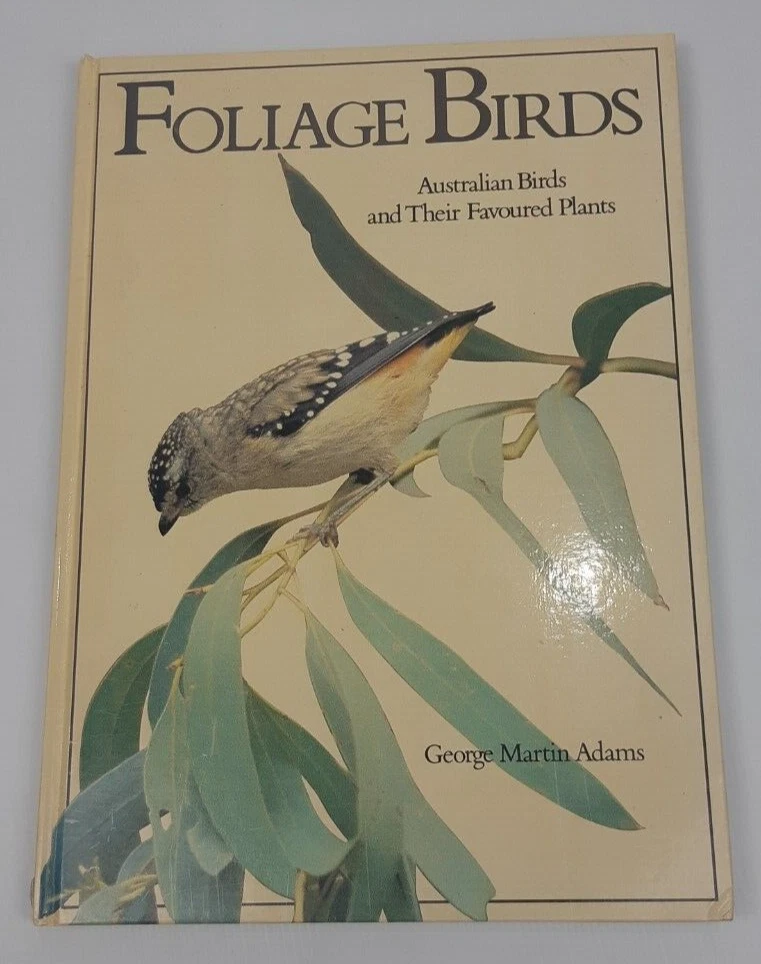 FOLIAGE BIRDS
Australian Birds
and Their Favoured Plants
George Martin Adams